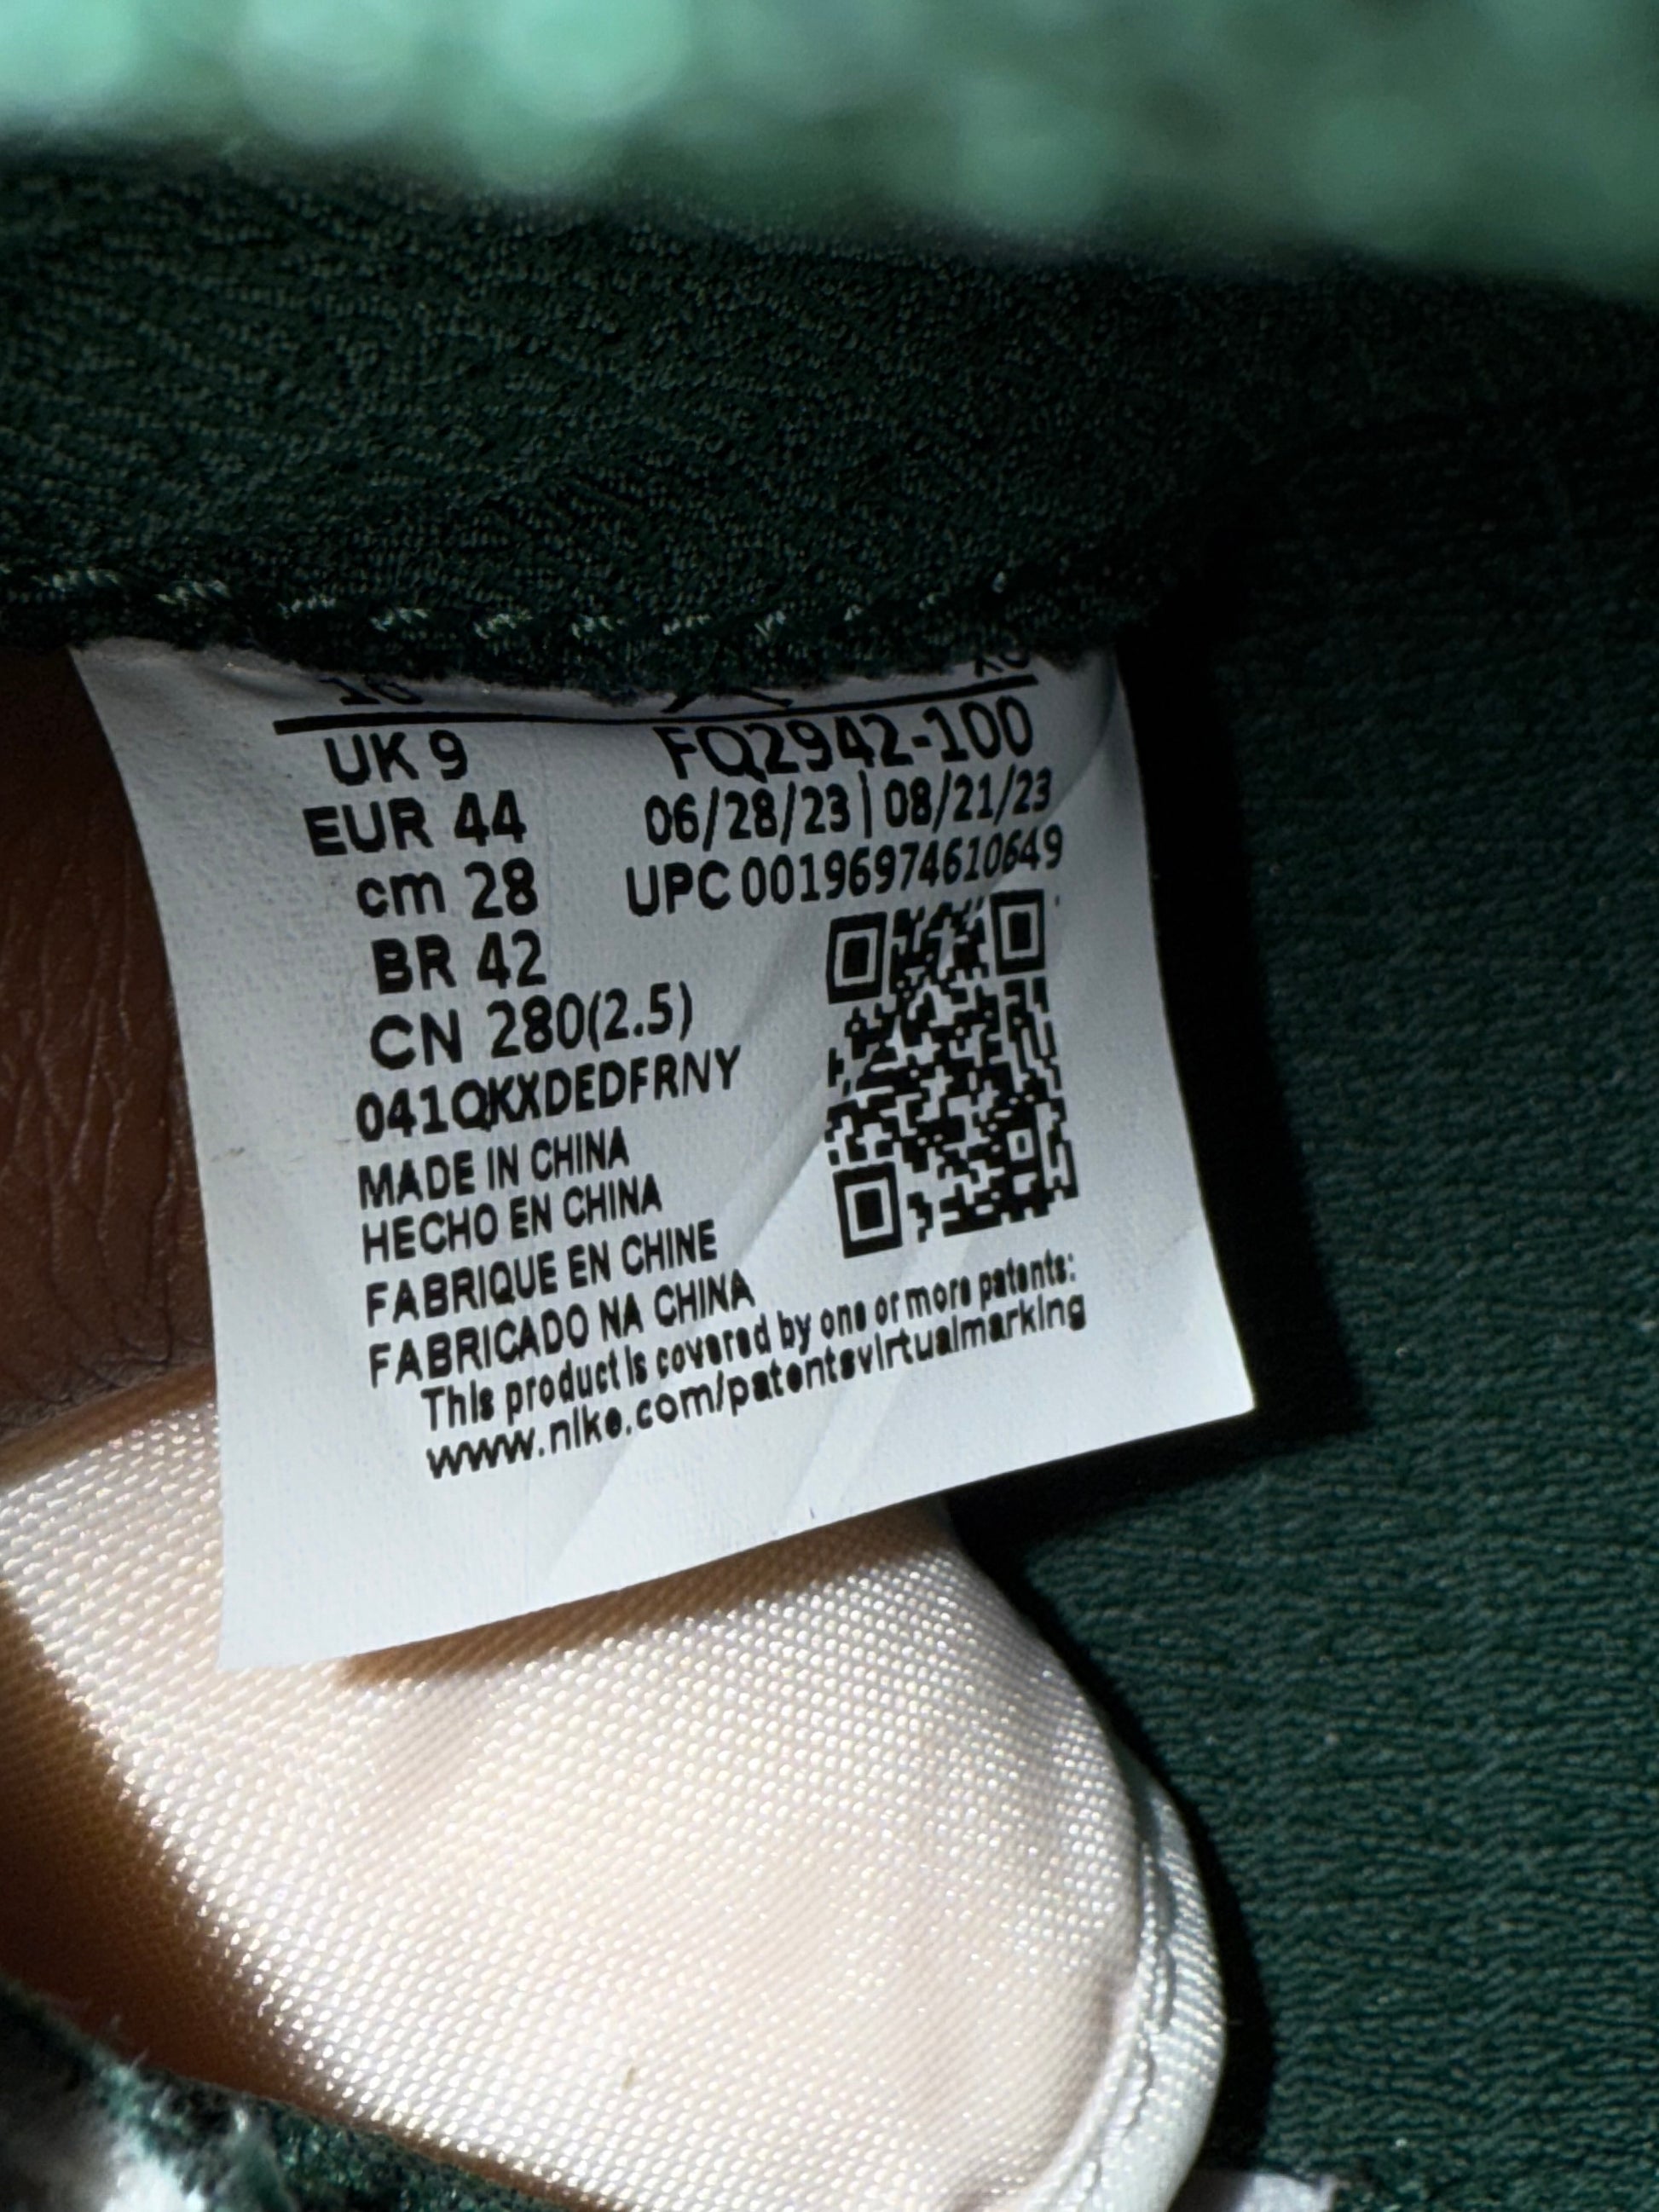 10
UK 9 FQ2942-100
EUR 44 06/28/23 | 08/21/23
cm 28 UPC 00196974610649
BR 42
CN 280(2.5)
041QKXDEDFRNY
MADE IN CHINA
HECHO EN CHINA
FABRIQUE EN CHINE
FABRICADO NA CHINA
This product is covered by one or more patents:
www.nike.com/patentsvirtualmarking